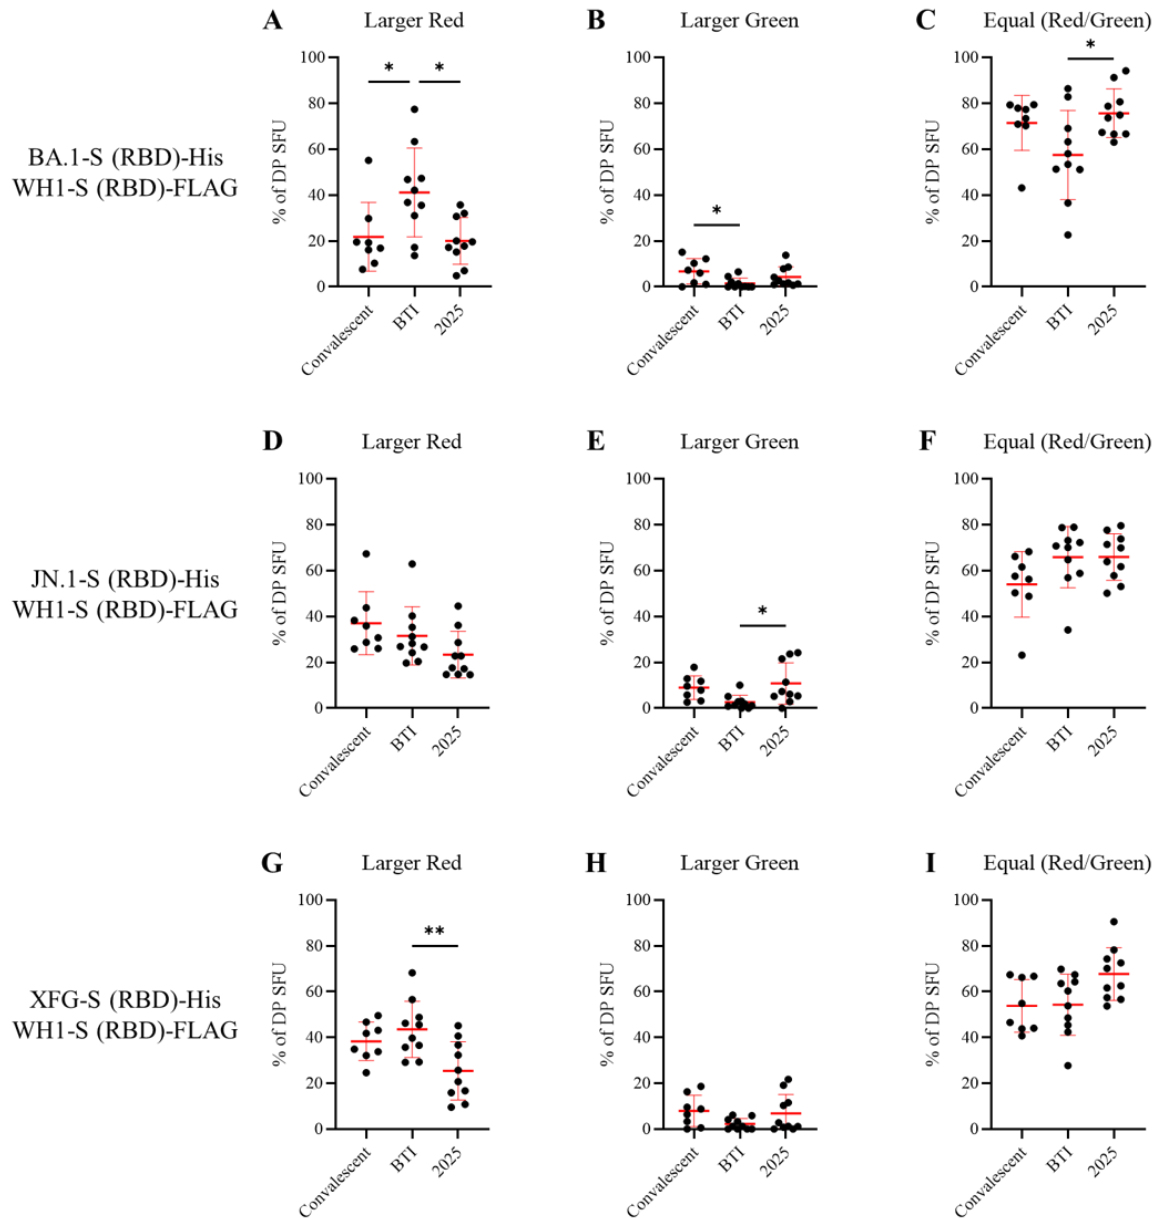 A Larger Red
B Larger Green
C Equal (Red/Green)
BA.1-S (RBD)-His
WH1-S (RBD)-FLAG
% of DP SFU
100
80
60
40
20
0
*
*
Convalescent
BTI
2025
% of DP SFU
100
80
60
40
20
0
*
Convalescent
BTI
2025
% of DP SFU
100
80
60
40
20
0
*
Convalescent
BTI
2025
D Larger Red
E Larger Green
F Equal (Red/Green)
JN.1-S (RBD)-His
WH1-S (RBD)-FLAG
% of DP SFU
100
80
60
40
20
0
Convalescent
BTI
2025
% of DP SFU
100
80
60
40
20
0
*
Convalescent
BTI
2025
% of DP SFU
100
80
60
40
20
0
Convalescent
BTI
2025
G Larger Red
H Larger Green
I Equal (Red/Green)
XFG-S (RBD)-His
WH1-S (RBD)-FLAG
% of DP SFU
100
80
60
40
20
0
**
Convalescent
BTI
2025
% of DP SFU
100
80
60
40
20
0
Convalescent
BTI
2025
% of DP SFU
100
80
60
40
20
0
Convalescent
BTI
2025